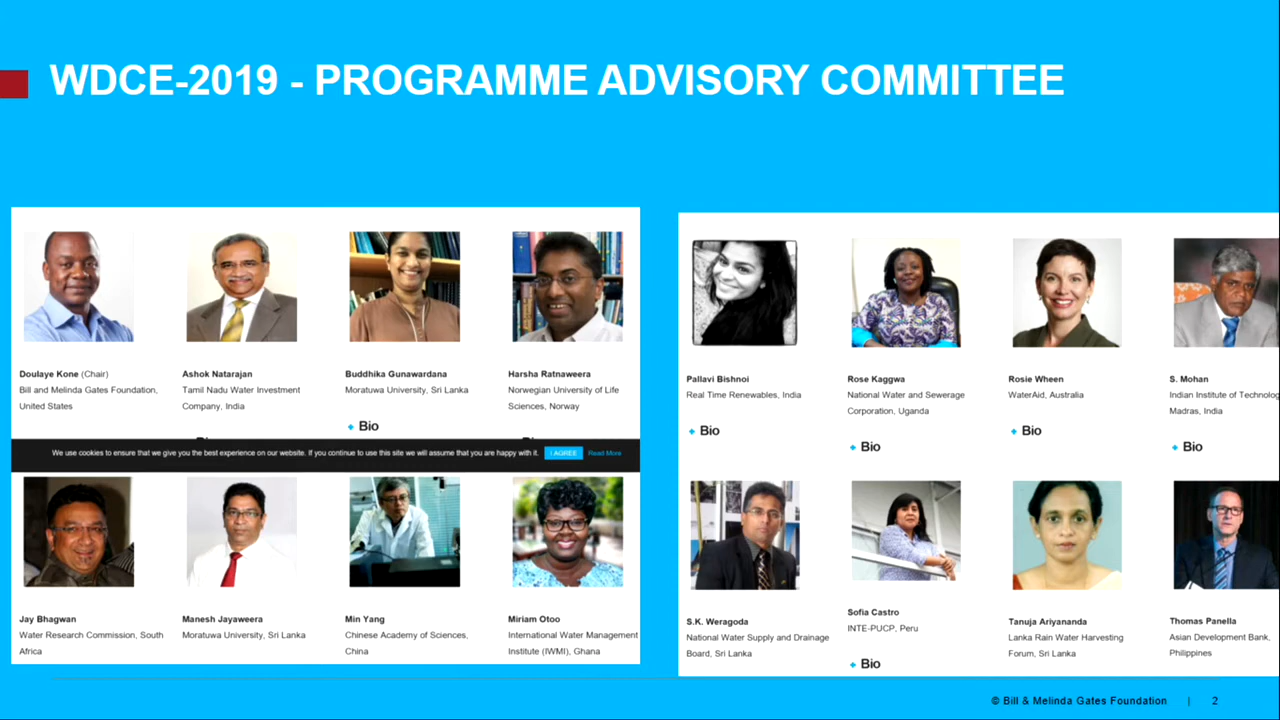 WDCE-2019 - PROGRAMME ADVISORY COMMITTEE
Doulaye Kone (Chair)
Bill and Melinda Gates Foundation,
United States
Ashok Natarajan
Tamil Nadu Water Investment
Company, India
Buddhika Gunawardana
Moratuwa University, Sri Lanka
Bio
Harsha Ratnaweera
Norwegian University of Life
Sciences, Norway
We use cookies to ensure that we give you the best experience on our website. If you continue to use this site we will assume that you are happy with it. I AGREE Read More
Jay Bhagwan
Water Research Commission, South
Africa
Manesh Jayaweera
Moratuwa University, Sri Lanka
Min Yang
Chinese Academy of Sciences,
China
Miriam Otoo
International Water Management
Institute (IWMI), Ghana
Pallavi Bishnoi
Real Time Renewables, India
Bio
Rose Kaggwa
National Water and Sewerage
Corporation, Uganda
Bio
Rosie Wheen
WaterAid, Australia
Bio
S. Mohan
Indian Institute of Technolog
Madras, India
Bio
S.K. Weragoda
National Water Supply and Drainage
Board, Sri Lanka
Sofia Castro
INTE-PUCP, Peru
Bio
Tanuja Ariyananda
Lanka Rain Water Harvesting
Forum, Sri Lanka
Thomas Panella
Asian Development Bank,
Philippines
© Bill & Melinda Gates Foundation | 2